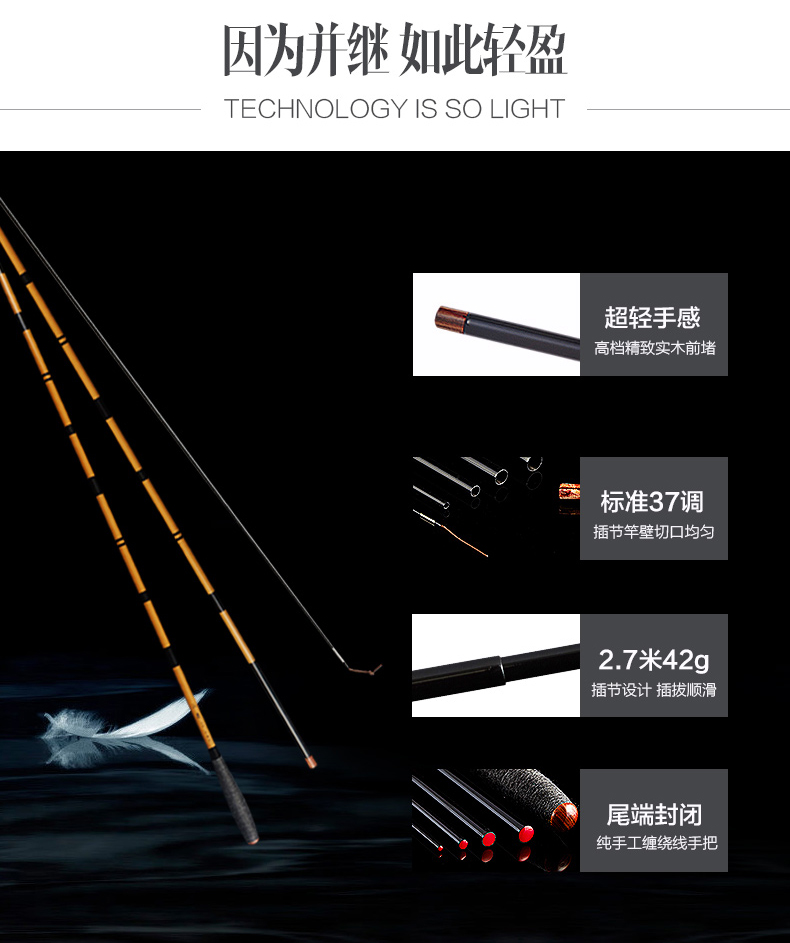 因为并继 如此轻盈
TECHNOLOGY IS SO LIGHT
超轻手感
高档精致实木前堵
标准37调
插节竿壁切口均匀
2.7米42g
插节设计 插拔顺滑
尾端封闭
纯手工缠绕线手把